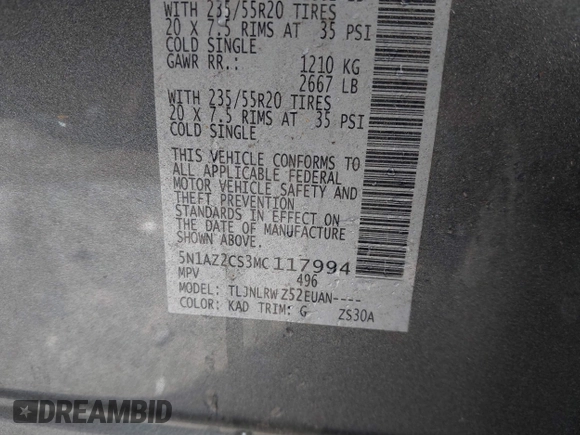 WITH 235/55R20 TIRES
20 X 7.5 RIMS AT 35 PSI
COLD SINGLE
GAWR RR.: 1210 KG
2667 LB
WITH 235/55R20 TIRES
20 X 7.5 RIMS AT 35 PSI
COLD SINGLE
THIS VEHICLE CONFORMS TO
ALL APPLICABLE FEDERAL
MOTOR VEHICLE SAFETY AND
THEFT PREVENTION
STANDARDS IN EFFECT ON
THE DATE OF MANUFACTURE
SHOWN ABOVE.
5N1AZ2CS3MC117994
MPV 496
MODEL: TLJNLRWZ52EUAN----
COLOR: KAD TRIM: G ZS30A
DREAMBID